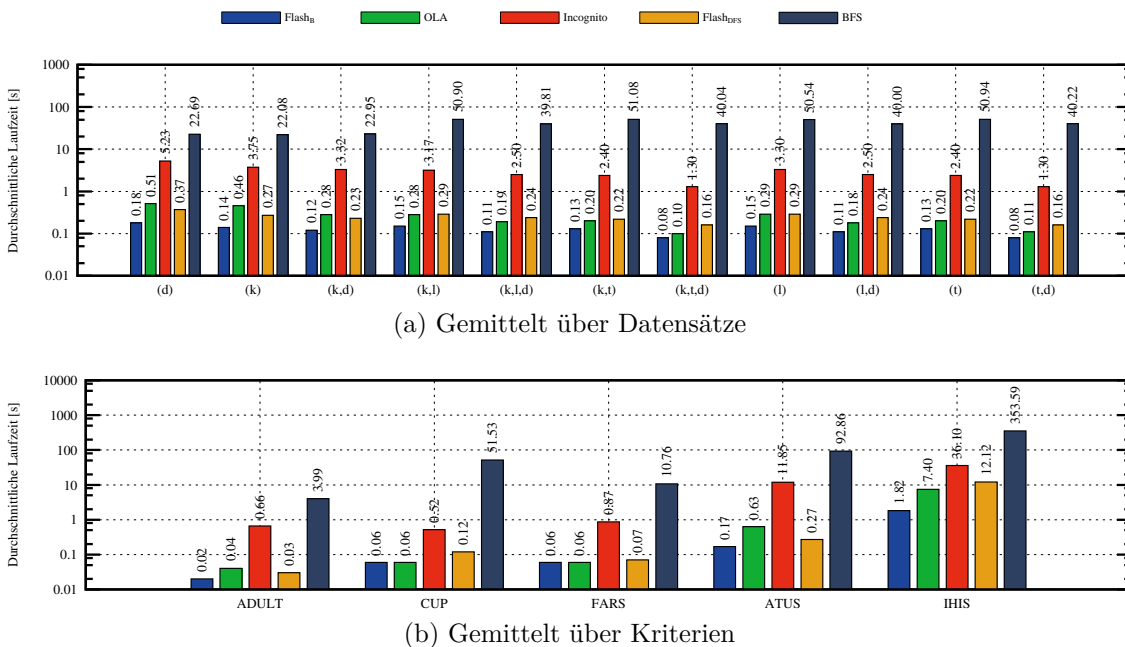 Flash_B OLA Incognito Flash_DFS BFS
Durchschnittliche Laufzeit [s]
1000
100
10
1
0.1
0.01
0.18 0.51 5.23 0.37 22.69
0.14 0.46 3.75 0.27 22.08
0.12 0.28 3.32 0.23 22.95
0.15 0.28 3.17 0.29 50.90
0.11 0.19 2.50 0.24 39.81
0.13 0.20 2.40 0.22 51.08
0.08 0.10 1.30 0.16 40.04
0.15 0.29 3.30 0.29 50.54
0.11 0.18 2.50 0.24 40.00
0.13 0.20 2.40 0.22 50.94
0.08 0.11 1.30 0.16 40.22
(d) (k) (k,d) (k,l) (k,l,d) (k,t) (k,t,d) (l) (l,d) (t) (t,d)
(a) Gemittelt über Datensätze
Durchschnittliche Laufzeit [s]
10000
1000
100
10
1
0.1
0.01
0.02 0.04 0.66 0.03 3.99
0.06 0.06 0.52 0.12 51.53
0.06 0.06 0.87 0.07 10.76
0.17 0.63 11.85 0.27 92.86
1.82 7.40 36.10 12.12 353.59
ADULT CUP FARS ATUS IHIS
(b) Gemittelt über Kriterien